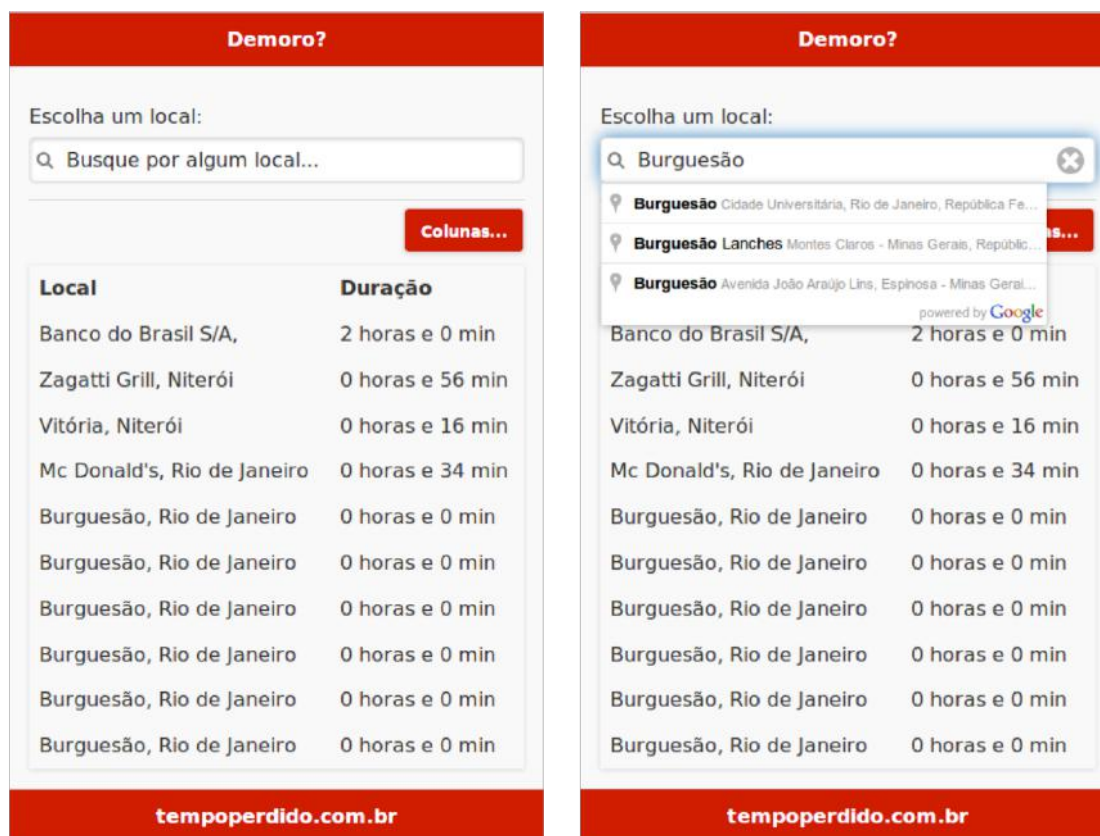 Demoro?
Escolha um local:
Busque por algum local...
Colunas...
Local Duração
Banco do Brasil S/A, 2 horas e 0 min
Zagatti Grill, Niterói 0 horas e 56 min
Vitória, Niterói 0 horas e 16 min
Mc Donald's, Rio de Janeiro 0 horas e 34 min
Burguesão, Rio de Janeiro 0 horas e 0 min
Burguesão, Rio de Janeiro 0 horas e 0 min
Burguesão, Rio de Janeiro 0 horas e 0 min
Burguesão, Rio de Janeiro 0 horas e 0 min
Burguesão, Rio de Janeiro 0 horas e 0 min
Burguesão, Rio de Janeiro 0 horas e 0 min
tempoperdido.com.br
Demoro?
Escolha um local:
Burguesão
Burguesão Cidade Universitária, Rio de Janeiro, República Fe...
Burguesão Lanches Montes Claros - Minas Gerais, Repúblic...
Burguesão Avenida João Araújo Lins, Espinosa - Minas Gerai...
powered by Google
s...
Banco do Brasil S/A, 2 horas e 0 min
Zagatti Grill, Niterói 0 horas e 56 min
Vitória, Niterói 0 horas e 16 min
Mc Donald's, Rio de Janeiro 0 horas e 34 min
Burguesão, Rio de Janeiro 0 horas e 0 min
Burguesão, Rio de Janeiro 0 horas e 0 min
Burguesão, Rio de Janeiro 0 horas e 0 min
Burguesão, Rio de Janeiro 0 horas e 0 min
Burguesão, Rio de Janeiro 0 horas e 0 min
Burguesão, Rio de Janeiro 0 horas e 0 min
tempoperdido.com.br